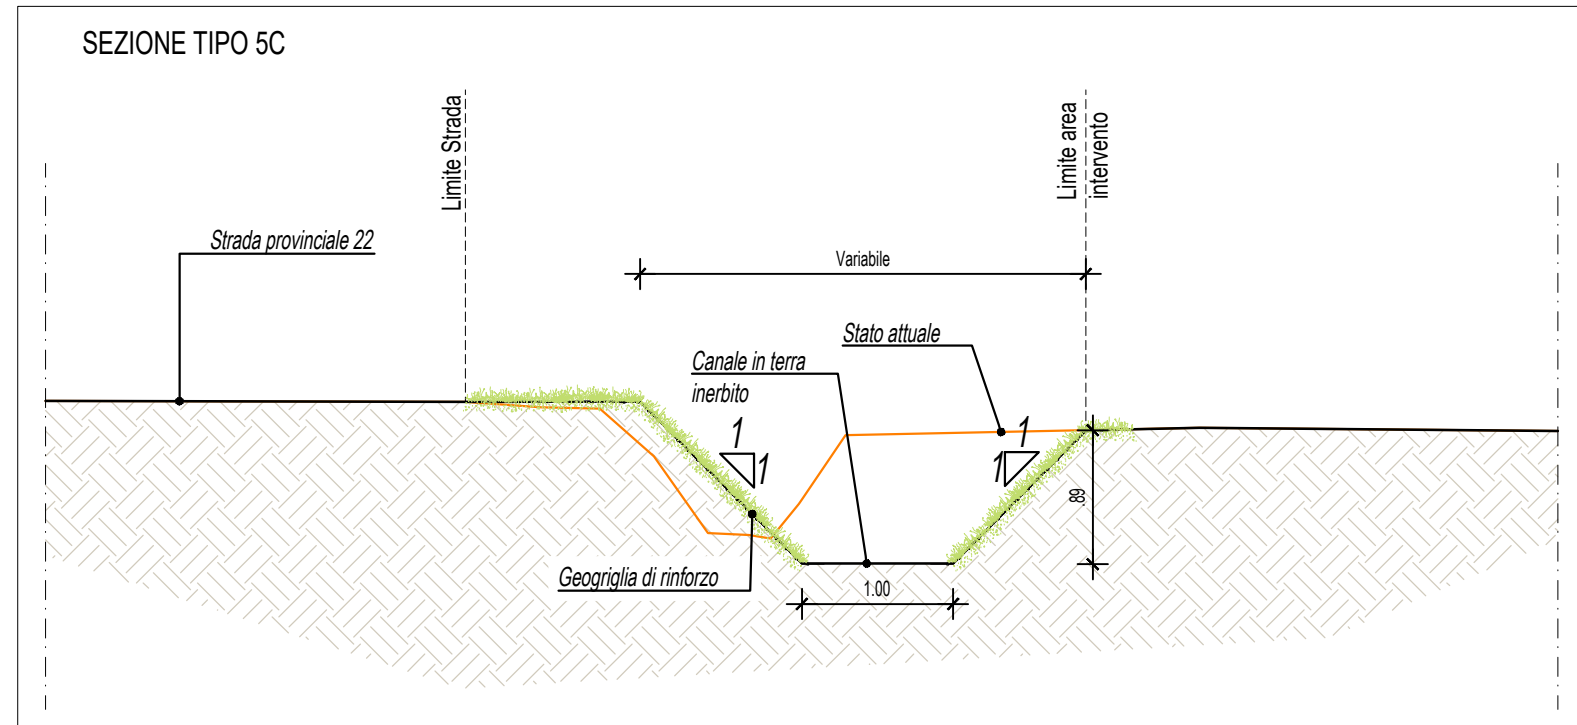 SEZIONE TIPO 5C
Limite Strada
Limite area
intervento
Strada provinciale 22
Variabile
Stato attuale
Canale in terra
inerbito
1
1
1
1
.89
Geogriglia di rinforzo
1.00